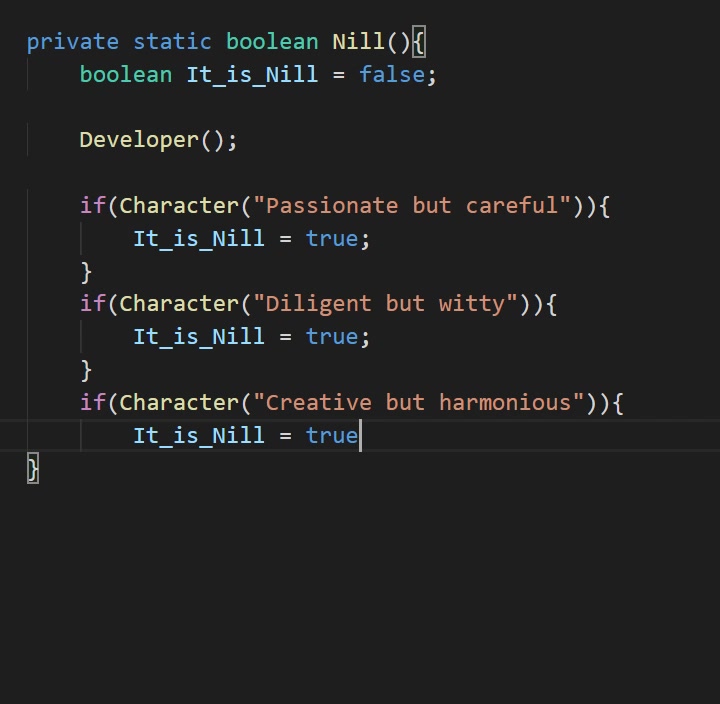 private static boolean Nill(){
    boolean It_is_Nill = false;
    Developer();
    if(Character("Passionate but careful")){
        It_is_Nill = true;
    }
    if(Character("Diligent but witty")){
        It_is_Nill = true;
    }
    if(Character("Creative but harmonious")){
        It_is_Nill = true
}